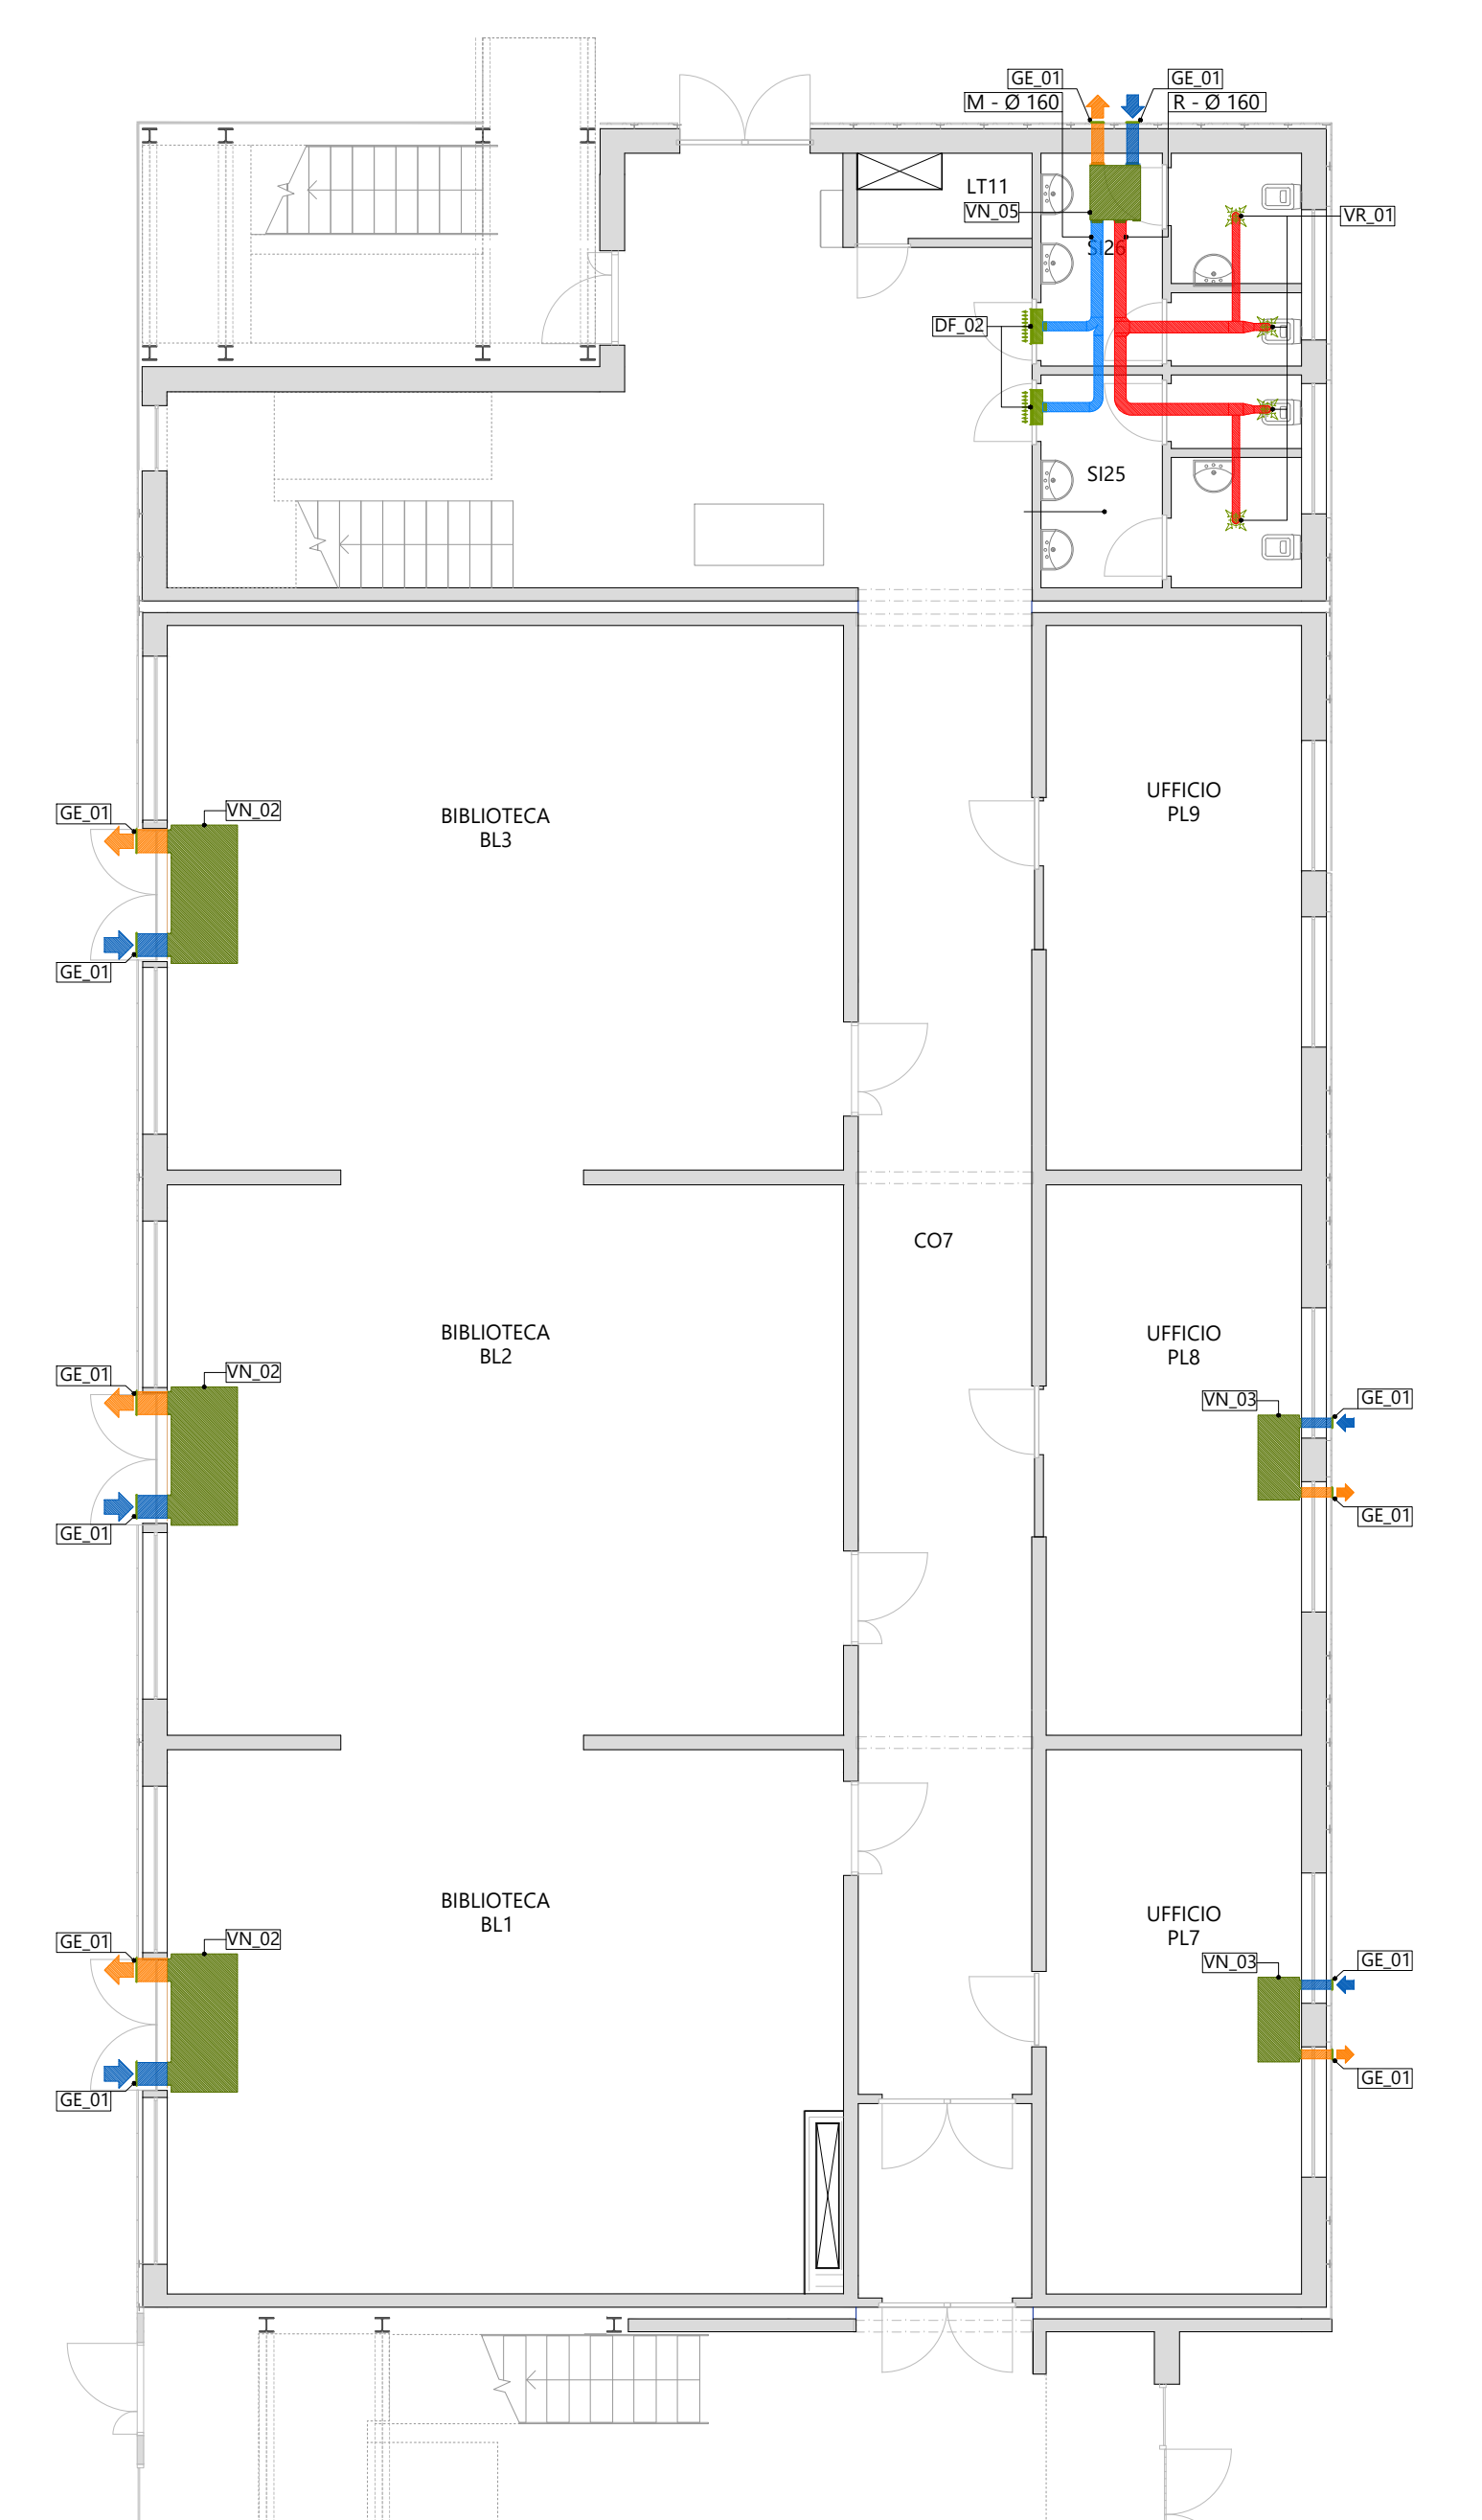 GE_01
GE_01
M - Ø 160
R - Ø 160
LT11
VN_05
VR_01
SI26
DF_02
SI25
UFFICIO
PL9
GE_01
VN_02
BIBLIOTECA
BL3
GE_01
CO7
BIBLIOTECA
BL2
UFFICIO
PL8
GE_01
VN_02
VN_03
GE_01
GE_01
GE_01
BIBLIOTECA
BL1
UFFICIO
PL7
GE_01
VN_02
VN_03
GE_01
GE_01
GE_01